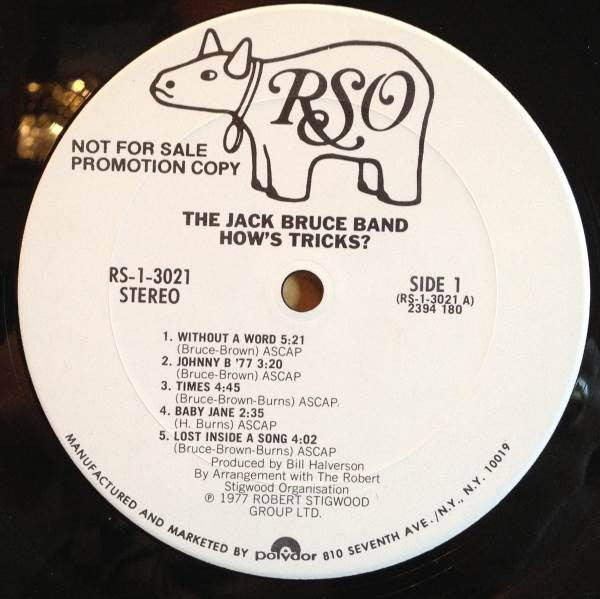 RSO
NOT FOR SALE
PROMOTION COPY
THE JACK BRUCE BAND
HOW'S TRICKS?
RS-1-3021
STEREO
SIDE 1
(RS-1-3021 A)
2394 180
1. WITHOUT A WORD 5:21
(Bruce-Brown) ASCAP
2. JOHNNY B '77 3:20
(Bruce-Brown) ASCAP
3. TIMES 4:45
(Bruce-Brown-Burns) ASCAP.
4. BABY JANE 2:35
(H. Burns) ASCAP
5. LOST INSIDE A SONG 4:02
(Bruce-Brown-Burns) ASCAP
Produced by Bill Halverson
By Arrangement with The Robert
Stigwood Organisation
℗ 1977 ROBERT STIGWOOD
GROUP LTD.
MANUFACTURED AND MARKETED BY polydor 810 SEVENTH AVE./N.Y., N.Y. 10019